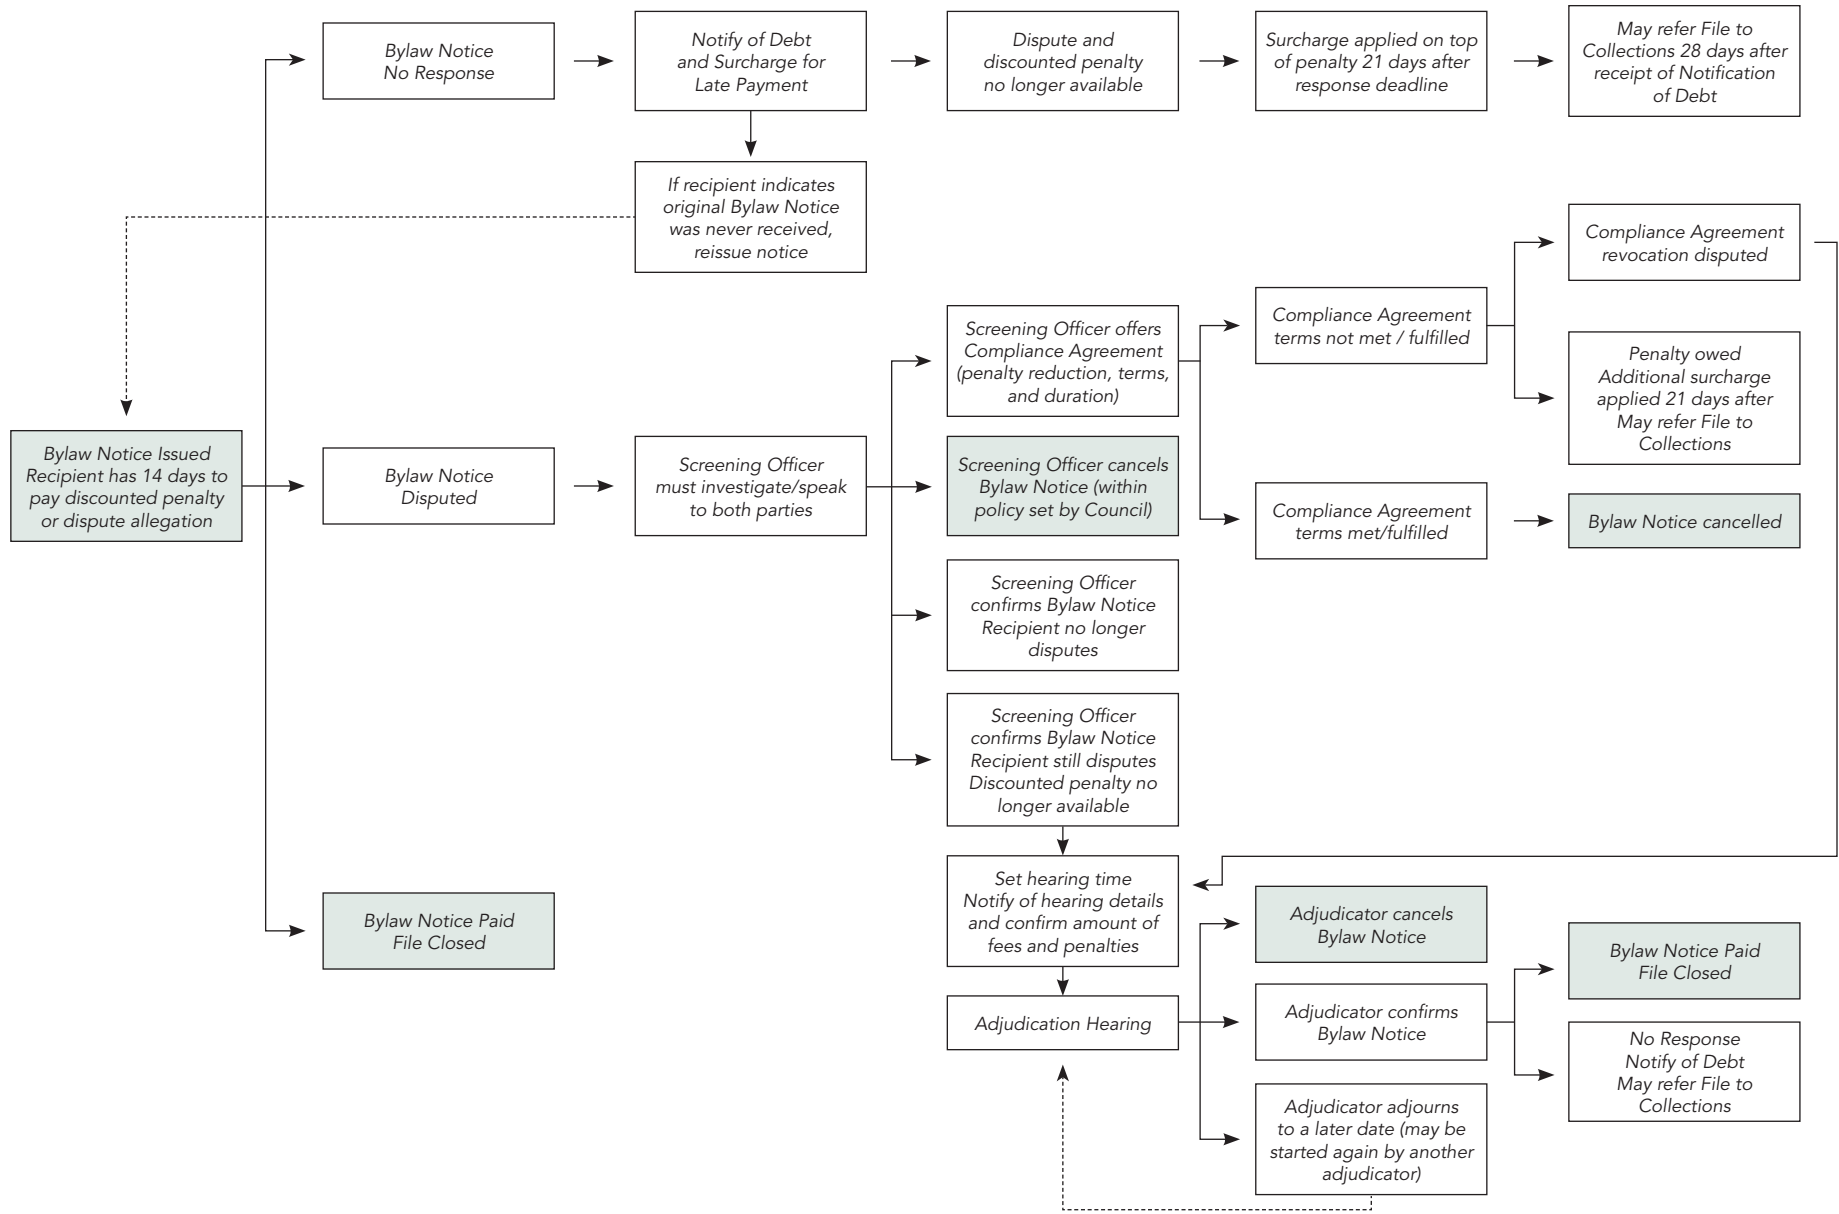 Bylaw Notice
No Response
Notify of Debt
and Surcharge for
Late Payment
Dispute and
discounted penalty
no longer available
Surcharge applied on top
of penalty 21 days after
response deadline
May refer File to
Collections 28 days after
receipt of Notification
of Debt
If recipient indicates
original Bylaw Notice
was never received,
reissue notice
Bylaw Notice Issued
Recipient has 14 days to
pay discounted penalty
or dispute allegation
Bylaw Notice
Disputed
Screening Officer
must investigate/speak
to both parties
Screening Officer offers
Compliance Agreement
(penalty reduction, terms,
and duration)
Compliance Agreement
terms not met / fulfilled
Compliance Agreement
revocation disputed
Penalty owed
Additional surcharge
applied 21 days after
May refer File to
Collections
Screening Officer cancels
Bylaw Notice (within
policy set by Council)
Compliance Agreement
terms met/fulfilled
Bylaw Notice cancelled
Screening Officer
confirms Bylaw Notice
Recipient no longer
disputes
Screening Officer
confirms Bylaw Notice
Recipient still disputes
Discounted penalty no
longer available
Bylaw Notice Paid
File Closed
Set hearing time
Notify of hearing details
and confirm amount of
fees and penalties
Adjudication Hearing
Adjudicator cancels
Bylaw Notice
Adjudicator confirms
Bylaw Notice
Bylaw Notice Paid
File Closed
No Response
Notify of Debt
May refer File to
Collections
Adjudicator adjourns
to a later date (may be
started again by another
adjudicator)